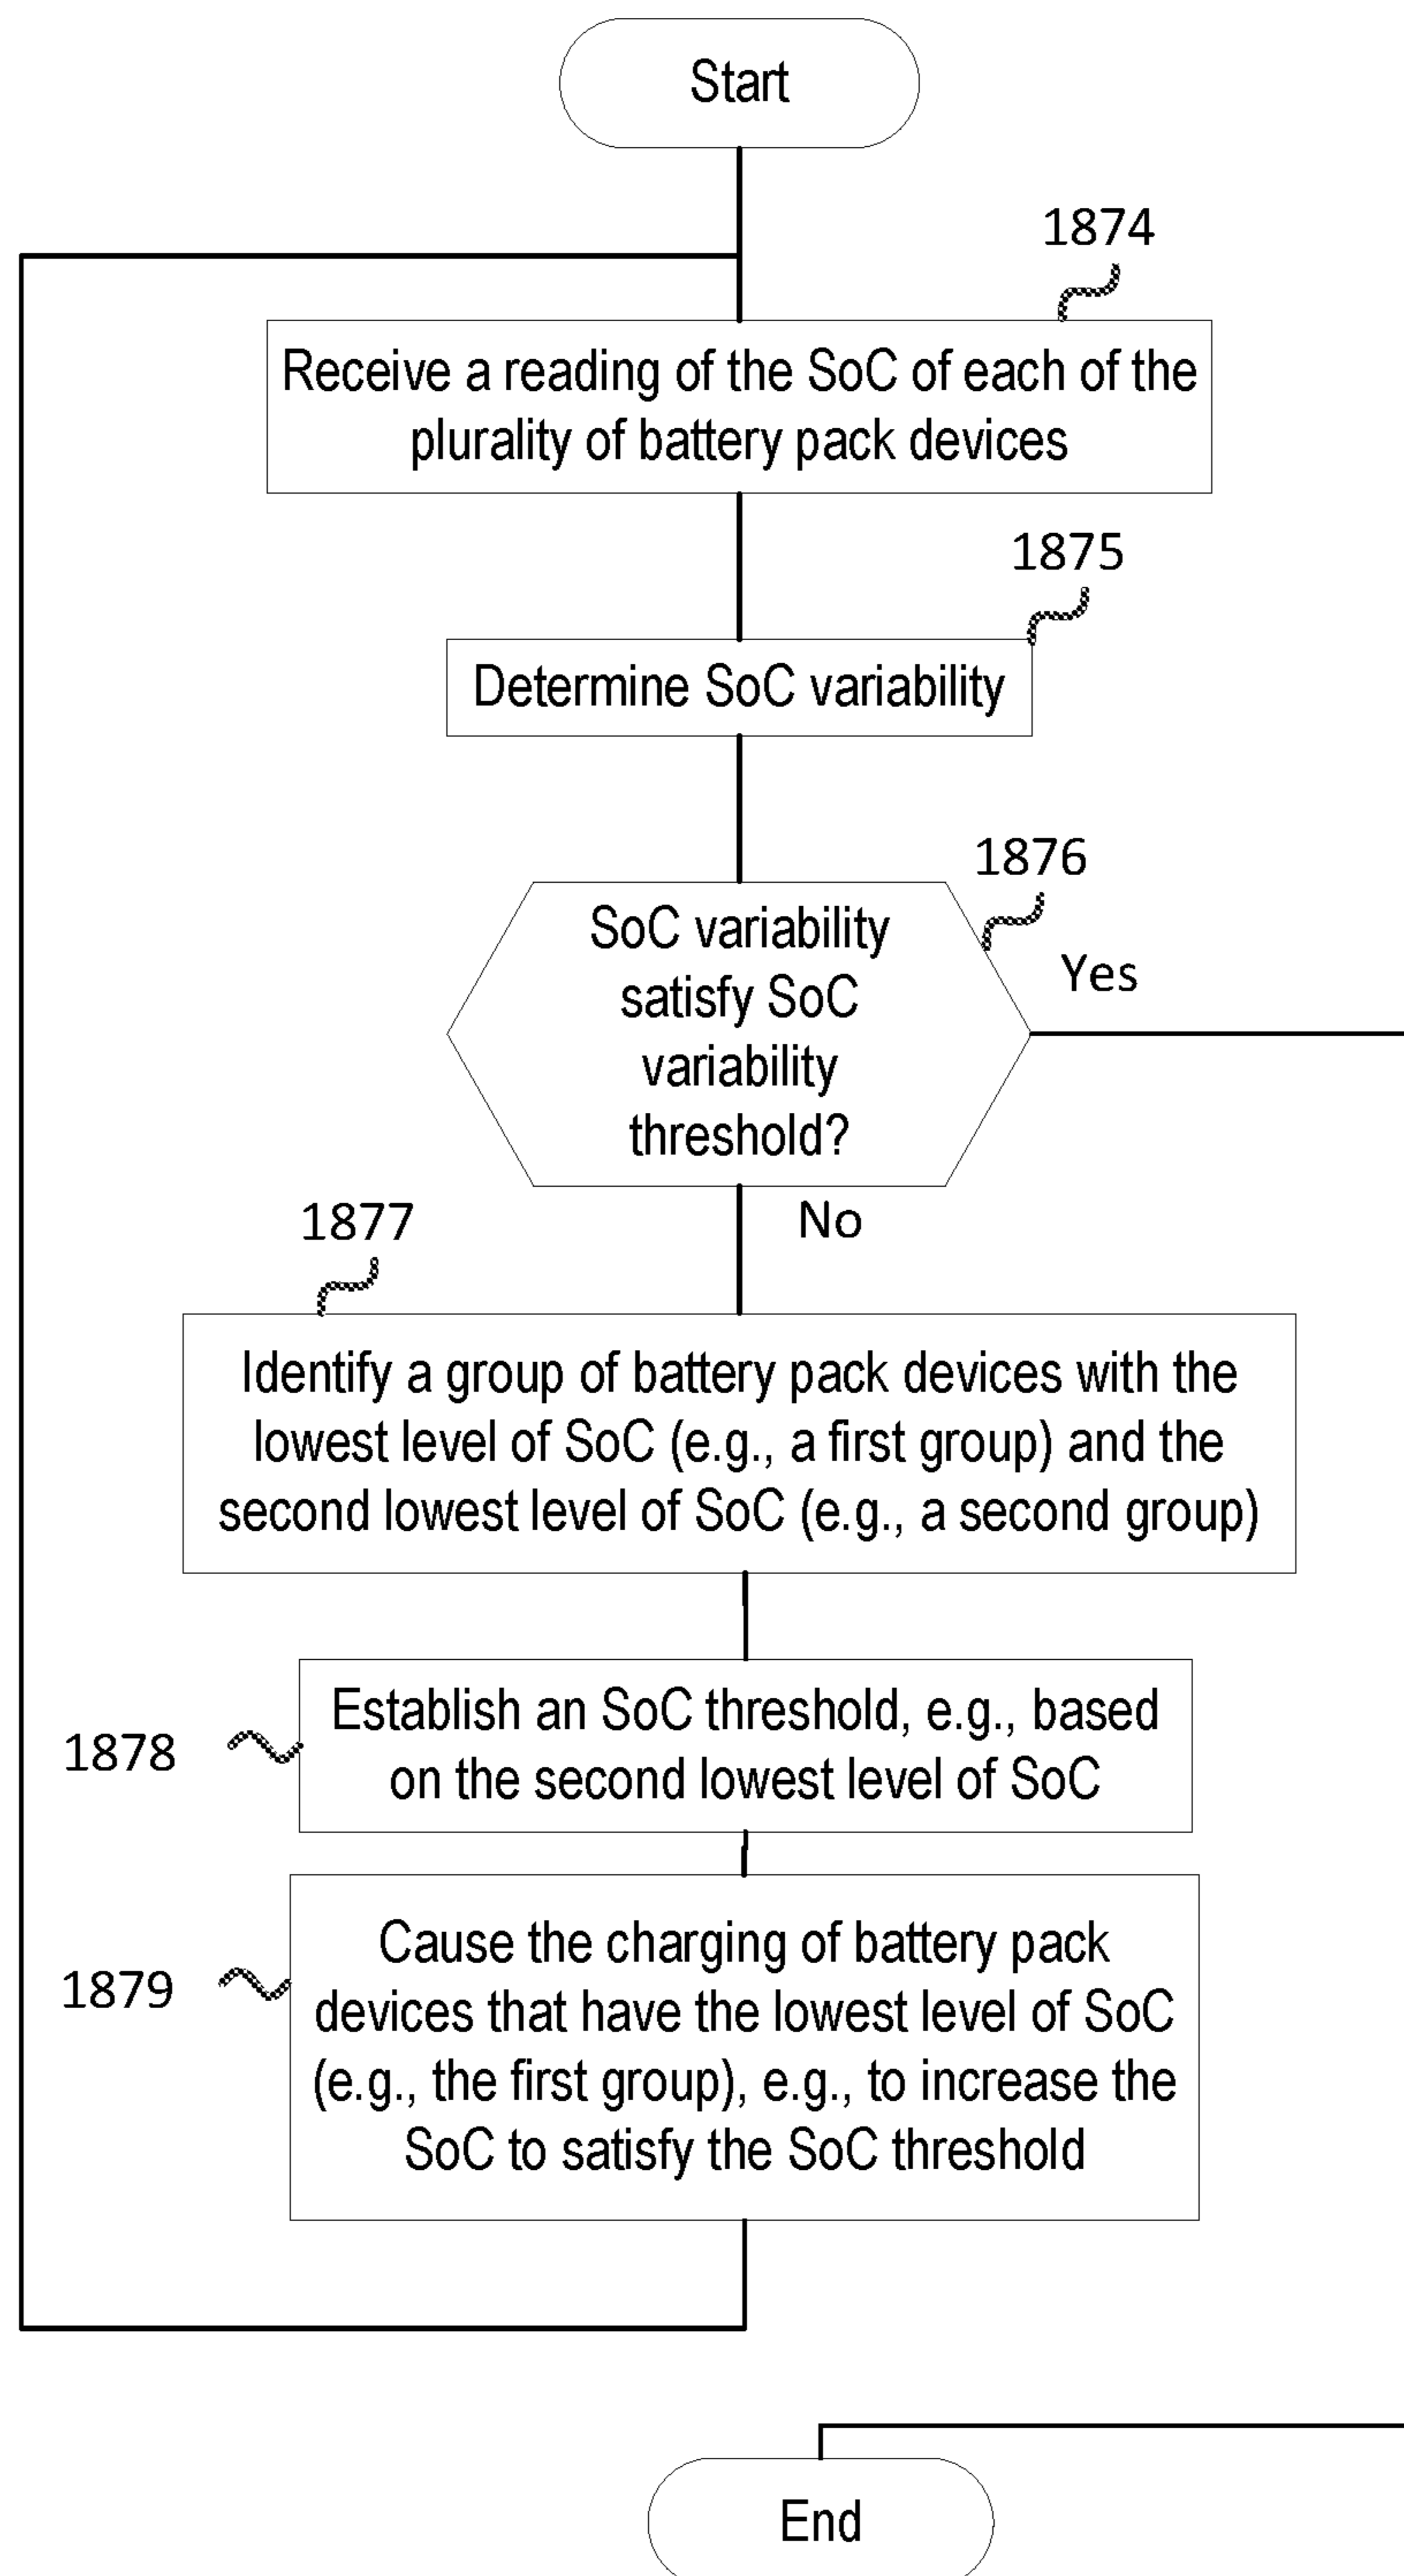 Start
1874
Receive a reading of the SoC of each of the
plurality of battery pack devices
1875
Determine SoC variability
1876
SoC variability
satisfy SoC
variability
threshold?
Yes
No
1877
Identify a group of battery pack devices with the
lowest level of SoC (e.g., a first group) and the
second lowest level of SoC (e.g., a second group)
1878
Establish an SoC threshold, e.g., based
on the second lowest level of SoC
1879
Cause the charging of battery pack
devices that have the lowest level of SoC
(e.g., the first group), e.g., to increase the
SoC to satisfy the SoC threshold
End